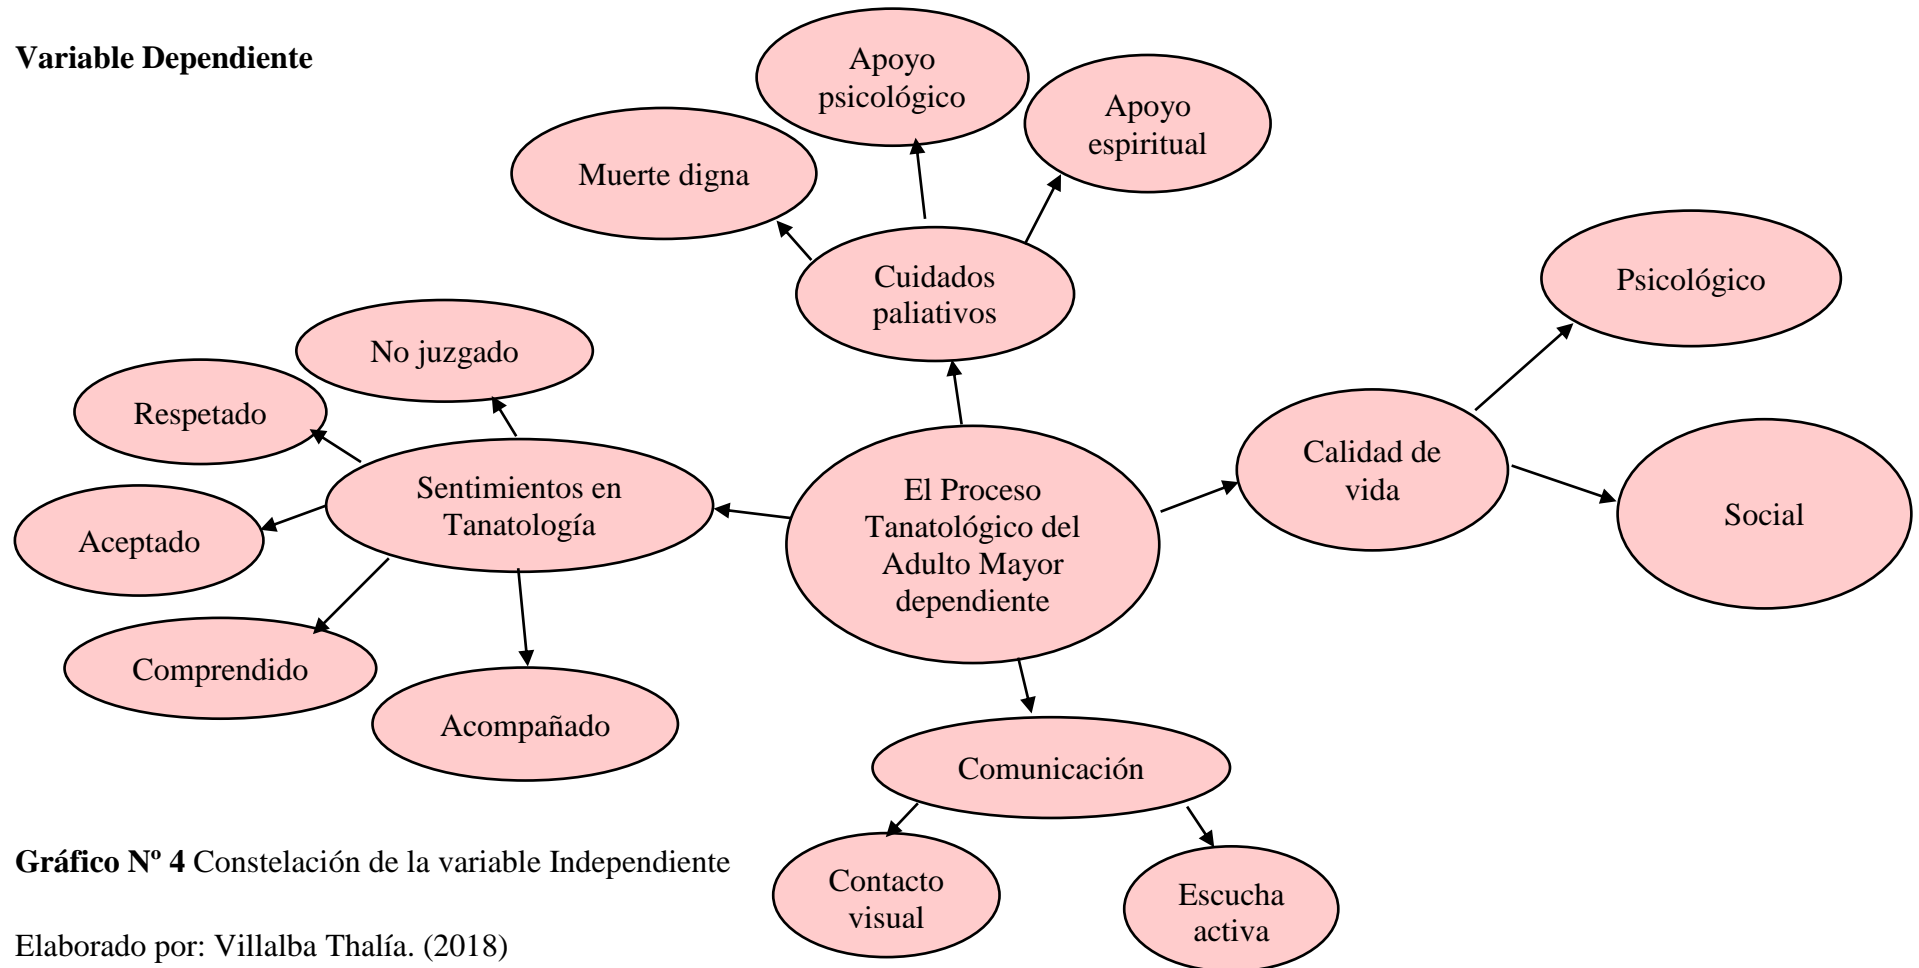 Variable Dependiente
Apoyo
psicológico
Apoyo
espiritual
Muerte digna
Cuidados
paliativos
Psicológico
No juzgado
Respetado
Sentimientos en
Tanatología
Aceptado
Comprendido
Acompañado
El Proceso
Tanatológico del
Adulto Mayor
dependiente
Calidad de
vida
Social
Comunicación
Contacto
visual
Escucha
activa
Gráfico Nº 4 Constelación de la variable Independiente
Elaborado por: Villalba Thalía. (2018)